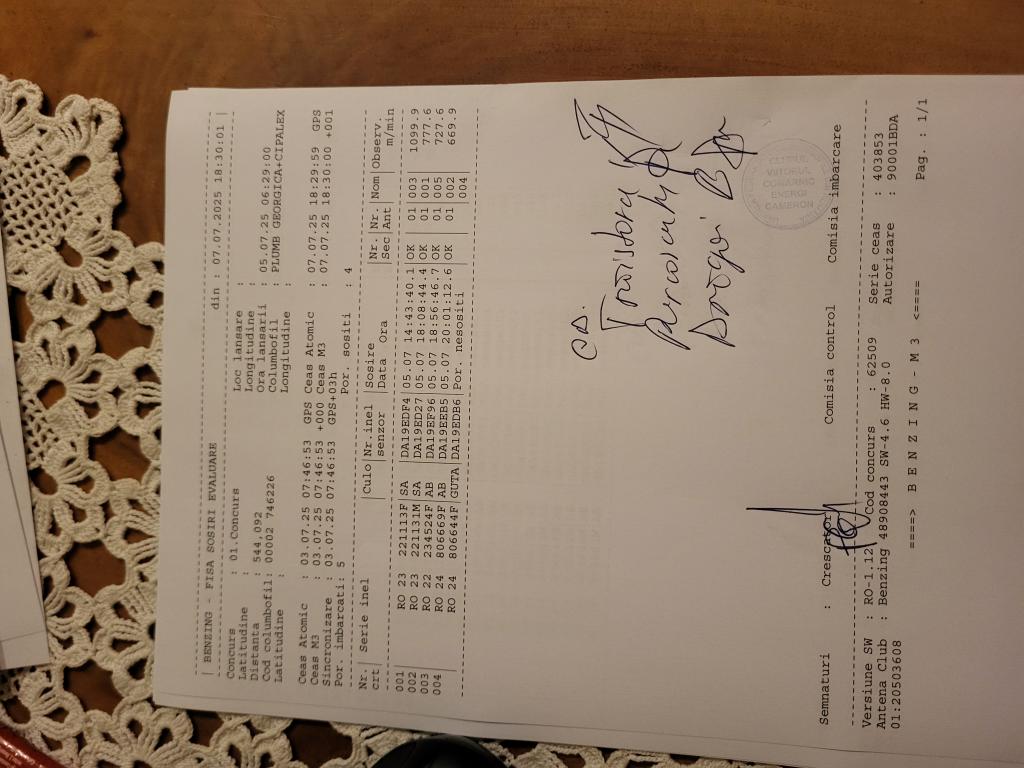 | BENZING - FISA SOSIRI EVALUARE din : 07.07.2025 18:30:01 |
Concurs : 01.Concurs Loc lansare :
Latitudine : Longitudine :
Distanta : 544,092 Ora lansarii : 05.07.25 06:29:00
Cod columbofil: 00002 746226 Columbofil : PLUMB GEORGICA+CIPALEX
Latitudine : Longitudine :
Ceas Atomic : 03.07.25 07:46:53 GPS Ceas Atomic : 07.07.25 18:29:59 GPS
Ceas M3 : 03.07.25 07:46:53 +000 Ceas M3 : 07.07.25 18:30:00 +001
Sincronizare : 03.07.25 07:46:53 GPS+03h
Por. imbarcati: 5 Por. sositi : 4
Nr.| Serie inel |Culo|Nr.inel |Sosire |Nr.|Nr.|Nom|Observ.
crt| | |senzor |Data Ora |Sec|Ant| | m/min
001 | RO 23 221113F|SA |DA19EDF4|05.07 14:43:40.1|OK | 01|003| 1099.9
002 | RO 23 221131M|SA |DA19ED27|05.07 18:08:44.4|OK | 01|001| 777.6
003 | RO 22 234524F|AB |DA19EF96|05.07 18:56:46.7|OK | 01|005| 727.6
004 | RO 24 806669F|AB |DA19EEB5|05.07 20:01:12.6|OK | 01|002| 669.9
| RO 24 806644F|GUTA|DA19EDB6|Por. nesositi | | |004
CLUBUL
VIITORUL
COMARNIC
ENERGI
CAMERON
Semnaturi : Crescator Comisia control Comisia imbarcare
Versiune SW : RO-1.12 Cod concurs : 62509 Serie ceas : 403853
Antena Club : Benzing 48908443 SW-4.6 HW-8.0 Autorizare : 90001BDA
01:20503608
====> B E N Z I N G - M 3 <==== Pag. : 1/1